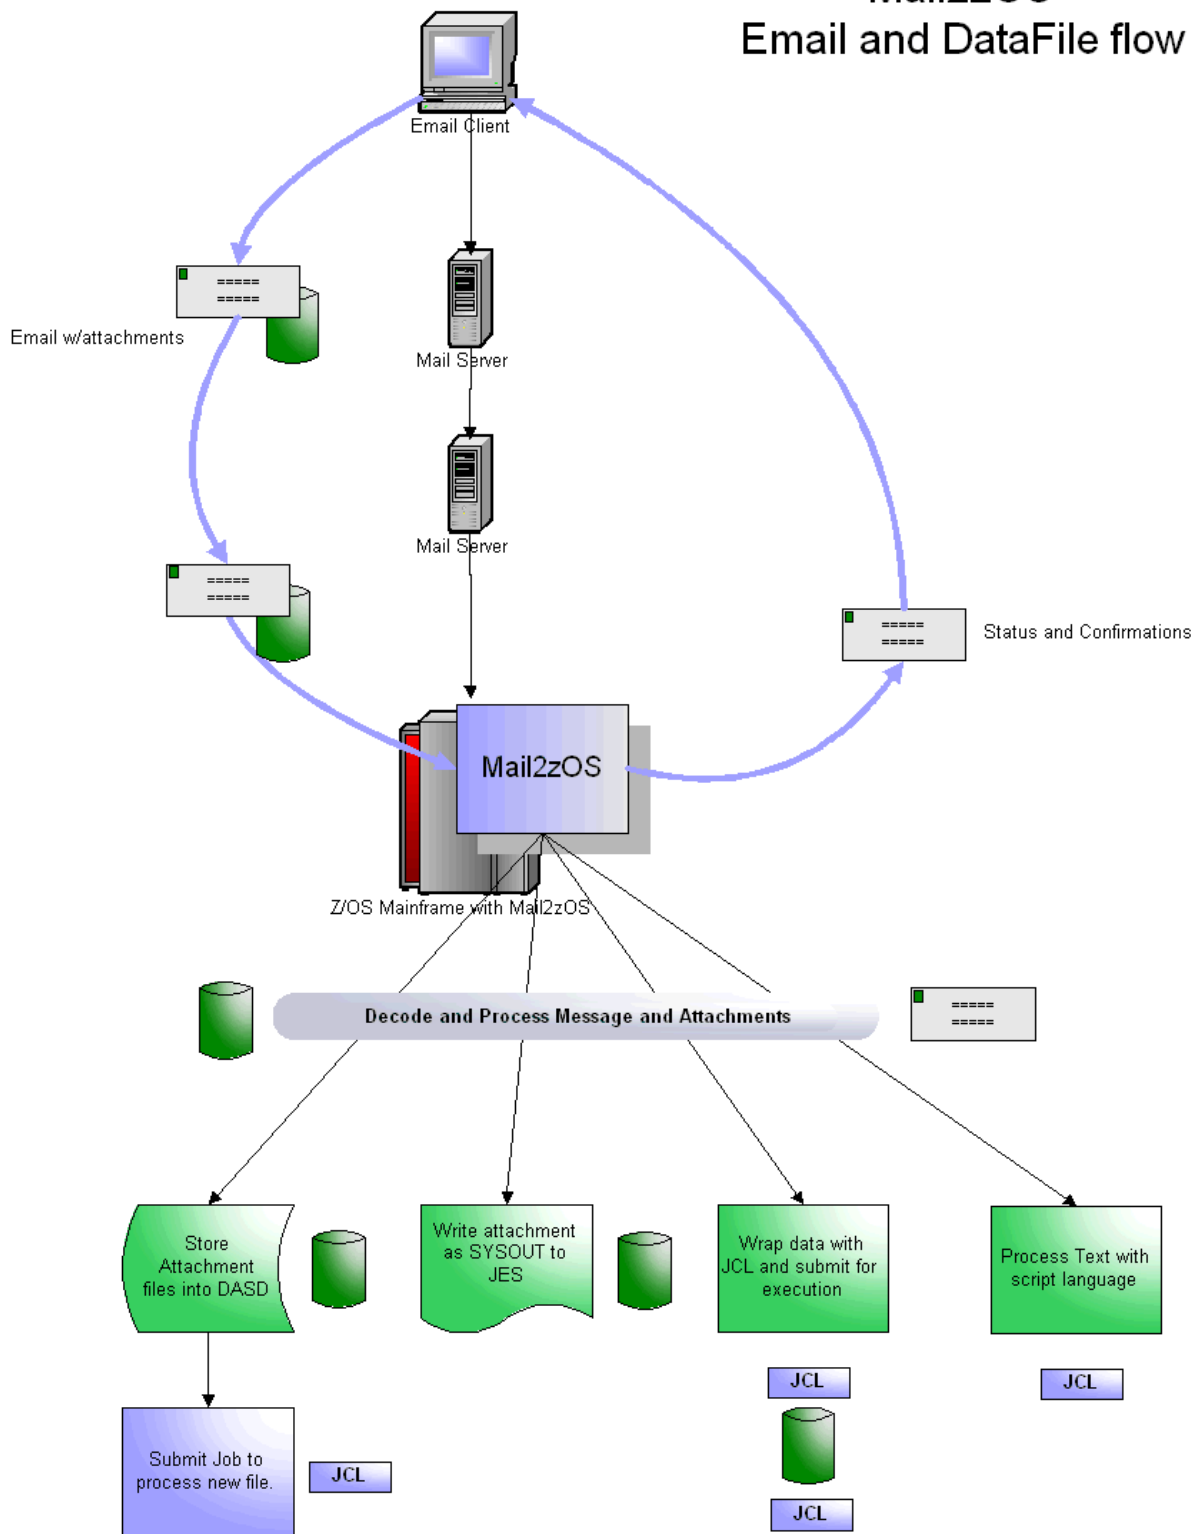 Mail2zOS
Email and DataFile flow
Email Client
=====
=====
Email w/attachments
Mail Server
Mail Server
=====
=====
=====
=====
Status and Confirmations
Mail2zOS
Z/OS Mainframe with Mail2zOS
Decode and Process Message and Attachments
=====
=====
Store
Attachment
files into DASD
Write attachment
as SYSOUT to
JES
Wrap data with
JCL and submit for
execution
Process Text with
script language
JCL
JCL
Submit Job to
process new file.
JCL
JCL